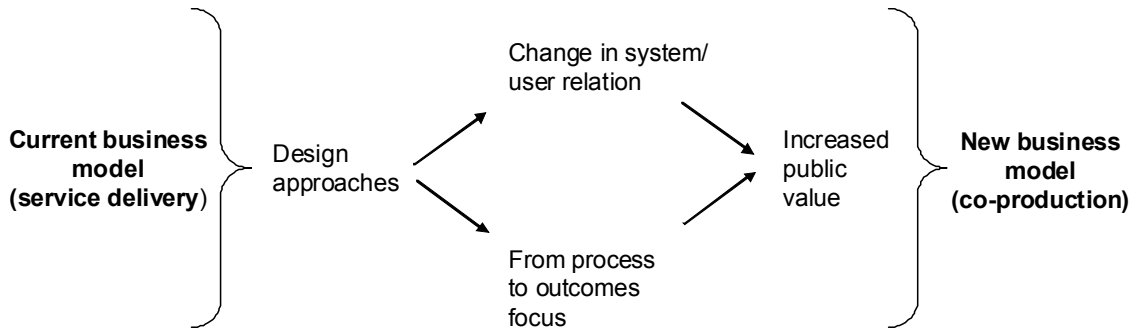 Current business
model
(service delivery)
Design
approaches
Change in system/
user relation
From process
to outcomes
focus
Increased
public
value
New business
model
(co-production)